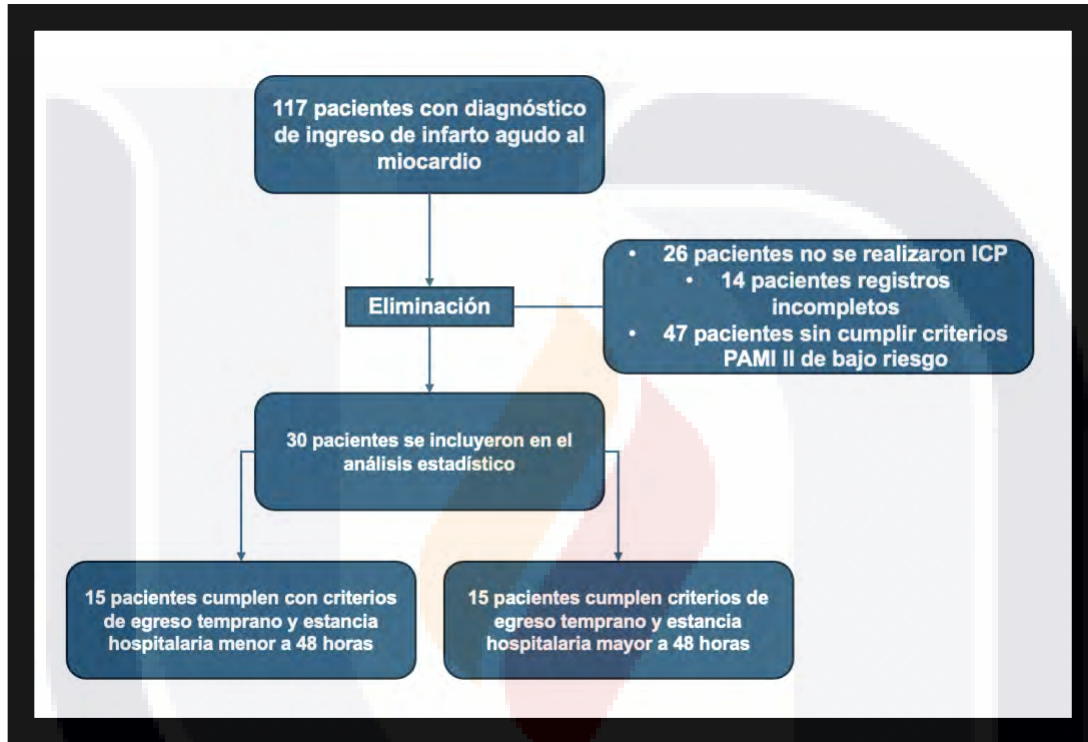 117 pacientes con diagnóstico
de ingreso de infarto agudo al
miocardio
• 26 pacientes no se realizaron ICP
• 14 pacientes registros
incompletos
• 47 pacientes sin cumplir criterios
PAMI II de bajo riesgo
Eliminación
30 pacientes se incluyeron en el
análisis estadístico
15 pacientes cumplen con criterios
de egreso temprano y estancia
hospitalaria menor a 48 horas
15 pacientes cumplen criterios de
egreso temprano y estancia
hospitalaria mayor a 48 horas